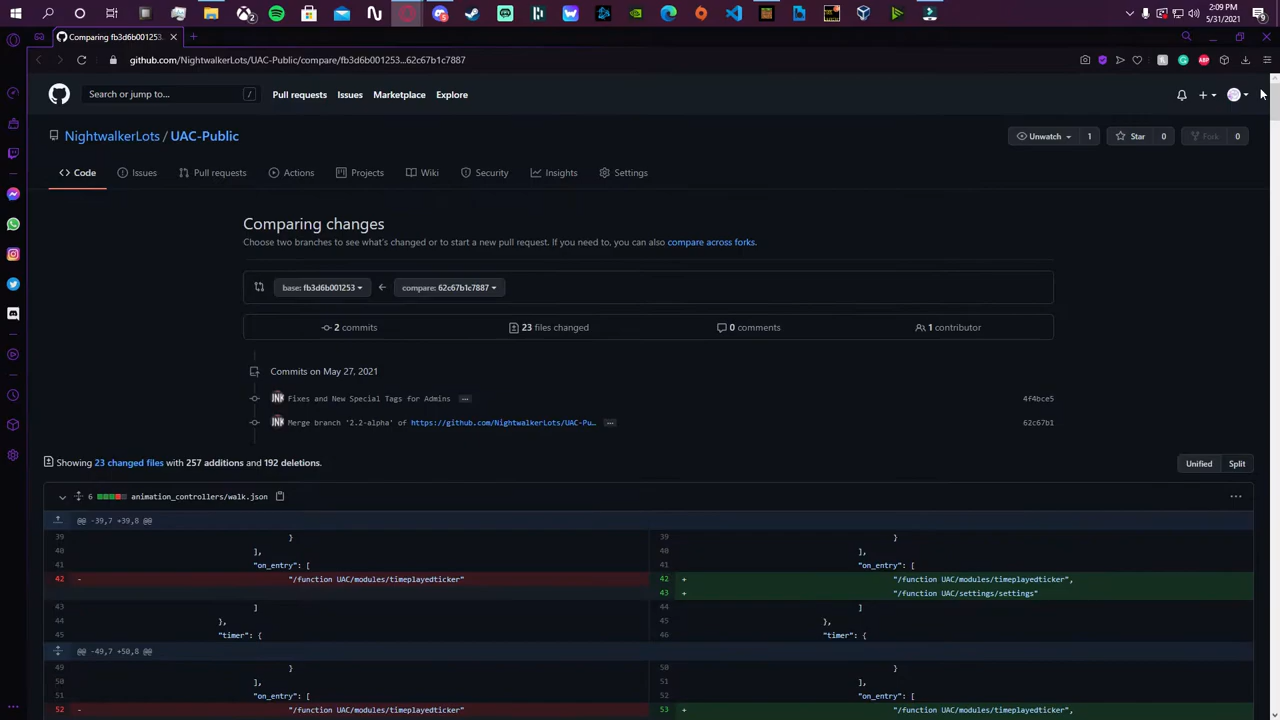 2:09 PM
5/31/2021
Comparing fb3d6b001253...
github.com/NightwalkerLots/UAC-Public/compare/fb3d6b001253...62c67b1c7887
Search or jump to...
/
Pull requests
Issues
Marketplace
Explore
NightwalkerLots / UAC-Public
Unwatch
1
Star
0
Fork
0
Code
Issues
Pull requests
Actions
Projects
Wiki
Security
Insights
Settings
Comparing changes
Choose two branches to see what's changed or to start a new pull request. If you need to, you can also compare across forks.
base: fb3d6b001253
compare: 62c67b1c7887
2 commits
23 files changed
0 comments
1 contributor
Commits on May 27, 2021
Fixes and New Special Tags for Admins ...
4f4bce5
Merge branch '2.2-alpha' of https://github.com/NightwalkerLots/UAC-Pu... ...
62c67b1
Showing 23 changed files with 257 additions and 192 deletions.
Unified
Split
6 animation_controllers/walk.json
@@ -39,7 +39,8 @@
39 } 39 }
40 ], 40 ],
41 "on_entry": [ 41 "on_entry": [
42 - "/function UAC/modules/timeplayedticker" 42 + "/function UAC/modules/timeplayedticker",
43 + "/function UAC/settings/settings"
43 ] 44 ]
44 }, 45 },
45 "timer": { 46 "timer": {
@@ -49,7 +50,8 @@
49 } 50 }
50 ], 51 ],
51 "on_entry": [ 52 "on_entry": [
52 - "/function UAC/modules/timeplayedticker" 53 + "/function UAC/modules/timeplayedticker",